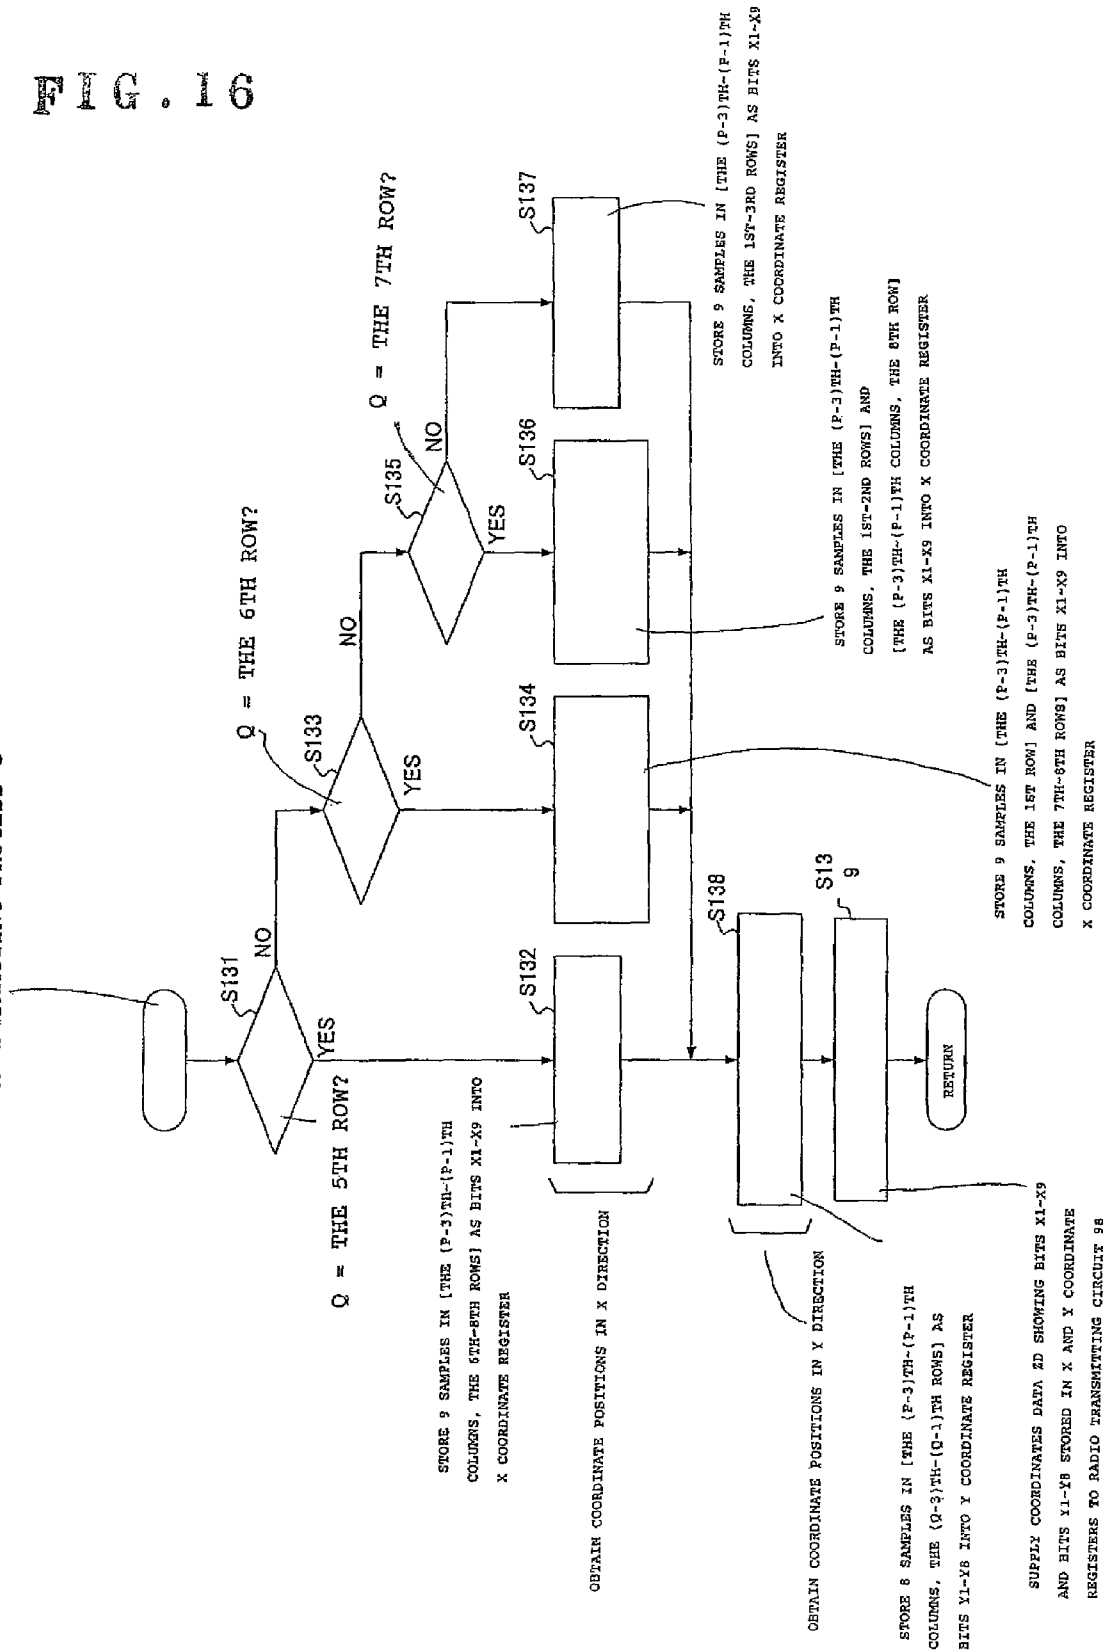 FIG.16
S131
Q = THE 5TH ROW?
YES
NO
Q = THE 6TH ROW?
S133
YES
NO
Q = THE 7TH ROW?
S135
YES
NO
S132
STORE 9 SAMPLES IN [THE (P-3)TH~(P-1)TH
COLUMNS, THE 6TH~8TH ROWS] AS BITS X1~X9 INTO
X COORDINATE REGISTER
S134
STORE 9 SAMPLES IN [THE (P-3)TH~(P-1)TH
COLUMNS, THE 1ST ROW] AND [THE (P-3)TH~(P-1)TH
COLUMNS, THE 7TH~8TH ROWS] AS BITS X1~X9 INTO
X COORDINATE REGISTER
S136
STORE 9 SAMPLES IN [THE (P-3)TH~(P-1)TH
COLUMNS, THE 1ST~2ND ROWS] AND
[THE (P-3)TH~(P-1)TH COLUMNS, THE 8TH ROW]
AS BITS X1~X9 INTO X COORDINATE REGISTER
S137
STORE 9 SAMPLES IN [THE (P-3)TH~(P-1)TH
COLUMNS, THE 1ST~3RD ROWS] AS BITS X1~X9
INTO X COORDINATE REGISTER
OBTAIN COORDINATE POSITIONS IN X DIRECTION
S138
OBTAIN COORDINATE POSITIONS IN Y DIRECTION
STORE 8 SAMPLES IN [THE (P-3)TH~(P-1)TH
COLUMNS, THE (Q-3)TH~(Q-1)TH ROWS] AS
BITS Y1~Y8 INTO Y COORDINATE REGISTER
S13
9
SUPPLY COORDINATES DATA ZD SHOWING BITS X1~X9
AND BITS Y1~Y8 STORED IN X AND Y COORDINATE
REGISTERS TO RADIO TRANSMITTING CIRCUIT 98
RETURN